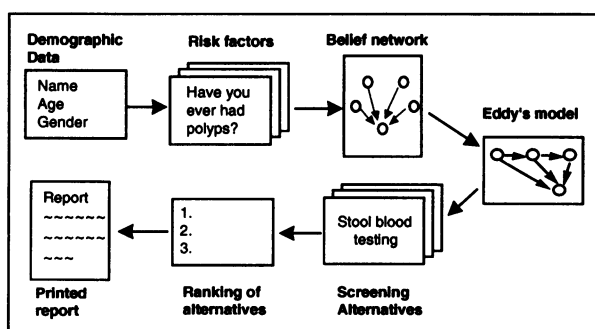 Demographic
Data
Name
Age
Gender
Risk factors
Have you
ever had
polyps?
Belief network
Eddy's model
Stool blood
testing
Screening
Alternatives
1.
2.
3.
Ranking of
alternatives
Report
~~~~~~
~~~~~~
~~~
Printed
report